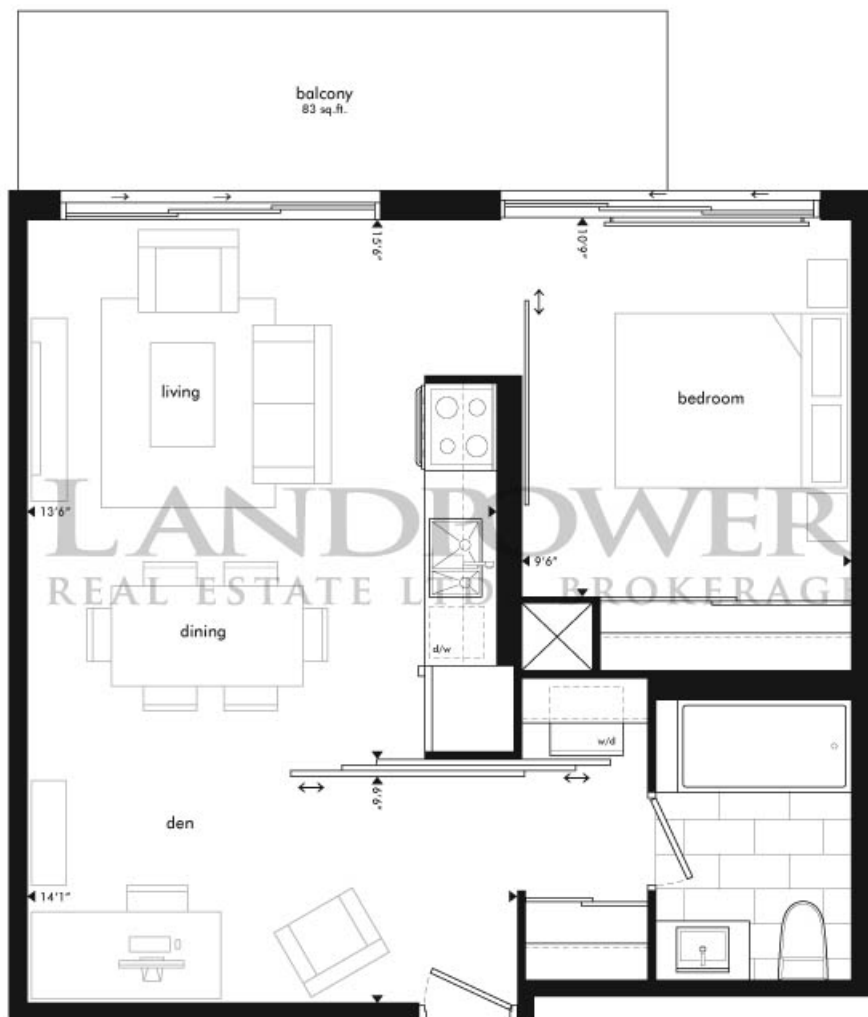 balcony
83 sq.ft.
15'6"
10'9"
living
bedroom
LANDPOWER
13'6"
9'6"
REAL ESTATE LTD BROKERAGE
dining
d/w
w/d
6'6"
den
14'1"